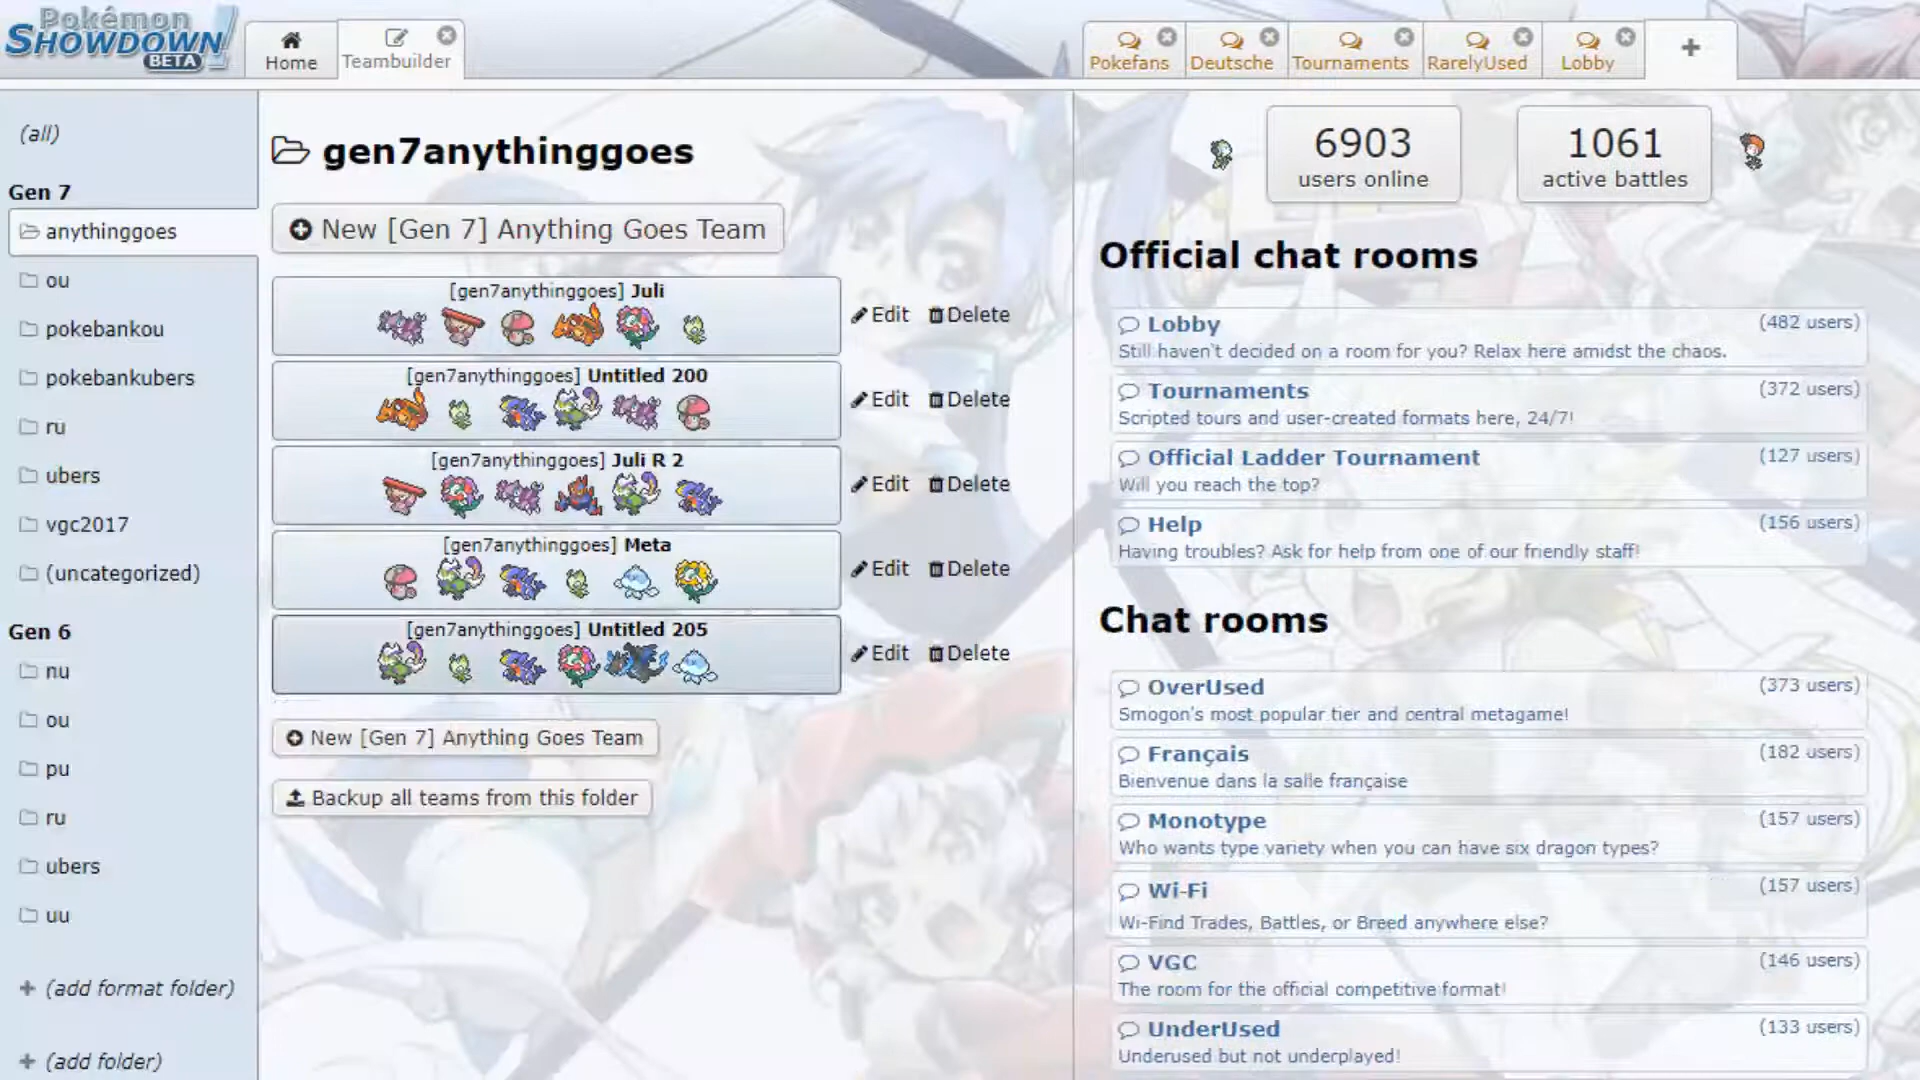 Pokémon
SHOWDOWN!
BETA
Home
Teambuilder
Pokefans
Deutsche
Tournaments
RarelyUsed
Lobby
(all)
Gen 7
anythinggoes
ou
pokebankou
pokebankubers
ru
ubers
vgc2017
(uncategorized)
Gen 6
nu
ou
pu
ru
ubers
uu
(add format folder)
(add folder)
gen7anythinggoes
New [Gen 7] Anything Goes Team
[gen7anythinggoes] Juli
Edit Delete
[gen7anythinggoes] Untitled 200
Edit Delete
[gen7anythinggoes] Juli R 2
Edit Delete
[gen7anythinggoes] Meta
Edit Delete
[gen7anythinggoes] Untitled 205
Edit Delete
New [Gen 7] Anything Goes Team
Backup all teams from this folder
6903
users online
1061
active battles
Official chat rooms
Lobby (482 users)
Still haven't decided on a room for you? Relax here amidst the chaos.
Tournaments (372 users)
Scripted tours and user-created formats here, 24/7!
Official Ladder Tournament (127 users)
Will you reach the top?
Help (156 users)
Having troubles? Ask for help from one of our friendly staff!
Chat rooms
OverUsed (373 users)
Smogon's most popular tier and central metagame!
Français (182 users)
Bienvenue dans la salle française
Monotype (157 users)
Who wants type variety when you can have six dragon types?
Wi-Fi (157 users)
Wi-Find Trades, Battles, or Breed anywhere else?
VGC (146 users)
The room for the official competitive format!
UnderUsed (133 users)
Underused but not underplayed!